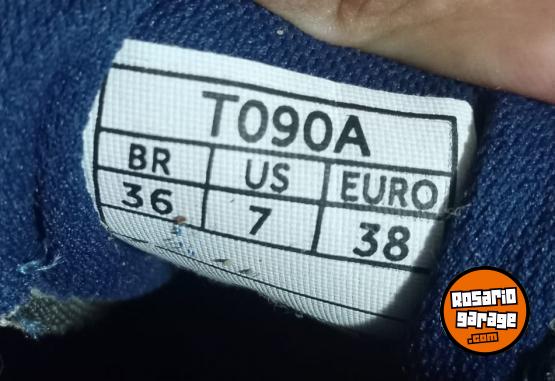 T090A
BR US EURO
36 7 38
Rosario
garage
.com